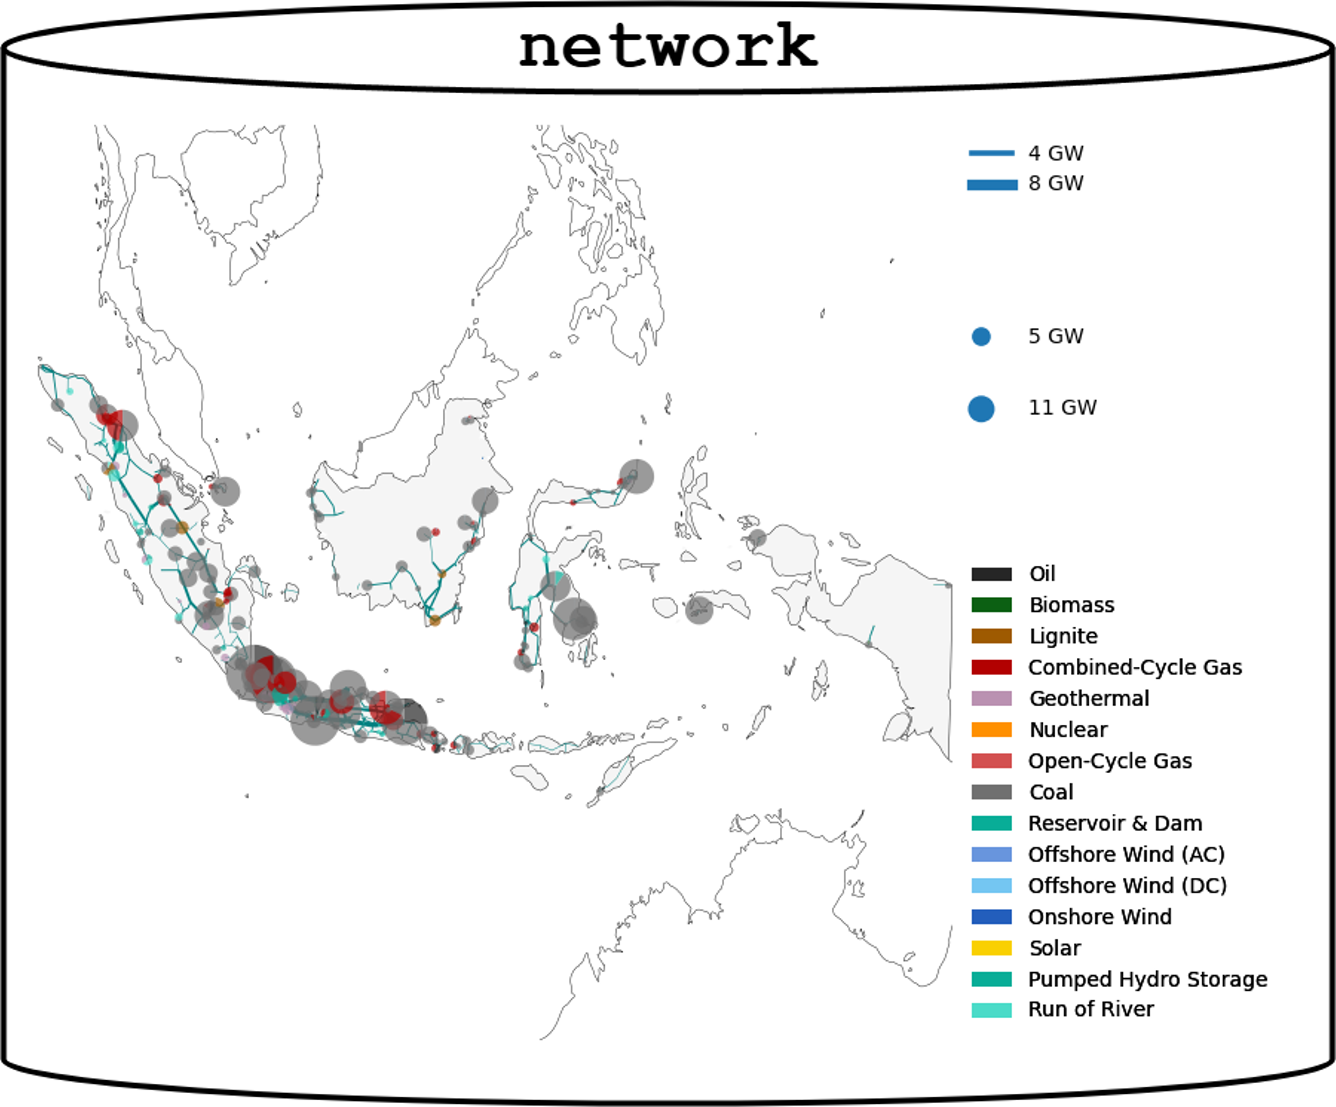 network
4 GW
8 GW
5 GW
11 GW
Oil
Biomass
Lignite
Combined-Cycle Gas
Geothermal
Nuclear
Open-Cycle Gas
Coal
Reservoir & Dam
Offshore Wind (AC)
Offshore Wind (DC)
Onshore Wind
Solar
Pumped Hydro Storage
Run of River